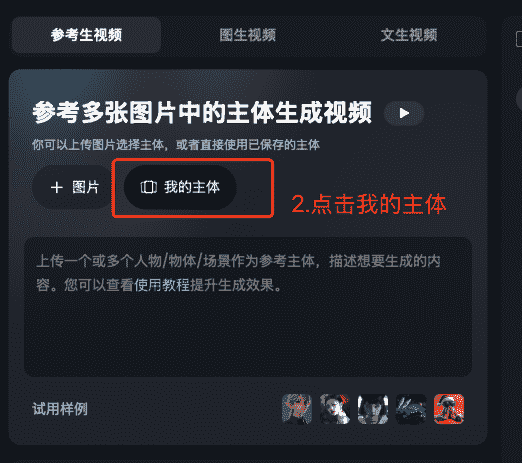 参考生视频 图生视频 文生视频
参考多张图片中的主体生成视频
你可以上传图片选择主体，或者直接使用已保存的主体
+ 图片 我的主体
2.点击我的主体
上传一个或多个人物/物体/场景作为参考主体，描述想要生成的内
容。您可以查看使用教程提升生成效果。
试用样例